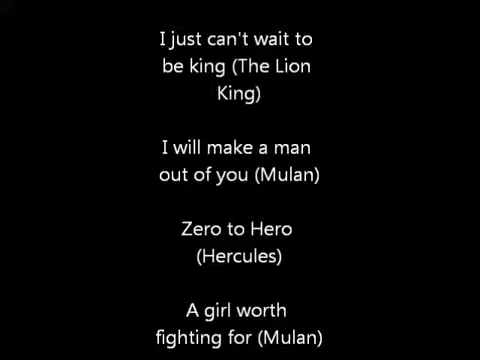 I just can't wait to
be king (The Lion
King)
I will make a man
out of you (Mulan)
Zero to Hero
(Hercules)
A girl worth
fighting for (Mulan)